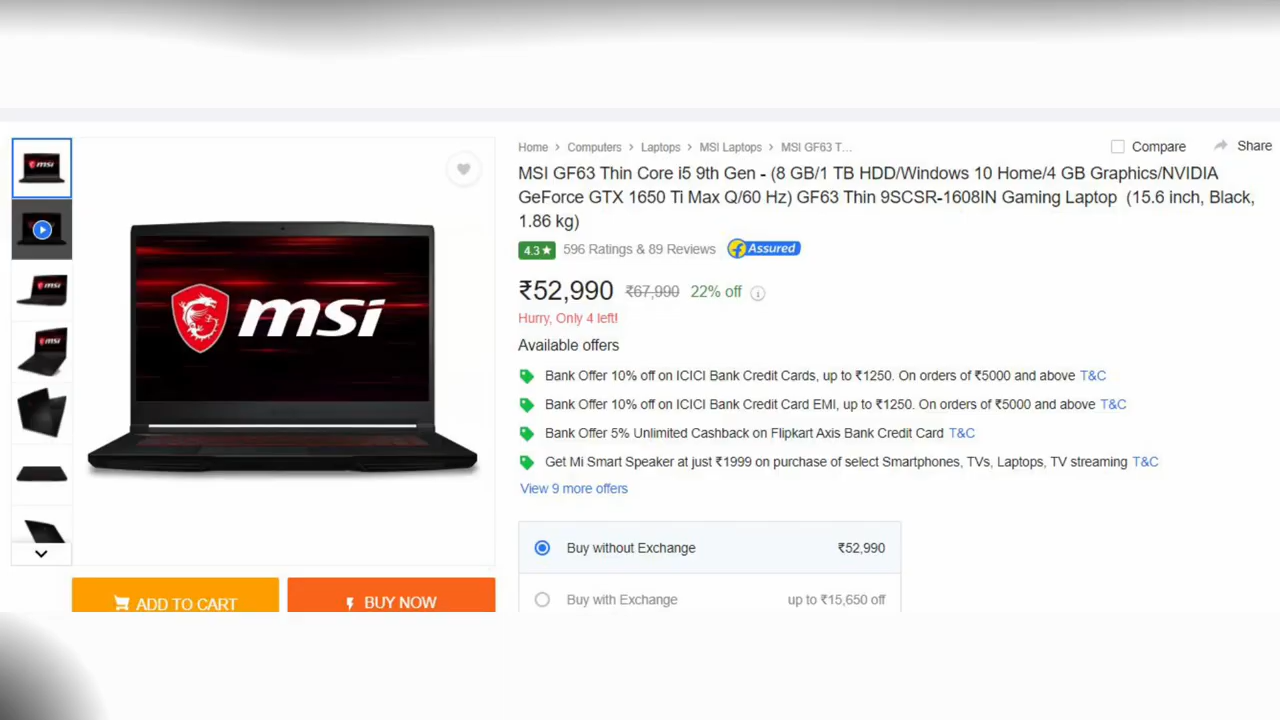 Home > Computers > Laptops > MSI Laptops > MSI GF63 T...
Compare
Share
MSI GF63 Thin Core i5 9th Gen - (8 GB/1 TB HDD/Windows 10 Home/4 GB Graphics/NVIDIA
GeForce GTX 1650 Ti Max Q/60 Hz) GF63 Thin 9SCSR-1608IN Gaming Laptop (15.6 inch, Black,
1.86 kg)
4.3★ 596 Ratings & 89 Reviews Assured
₹52,990 ₹67,990 22% off
Hurry, Only 4 left!
Available offers
Bank Offer 10% off on ICICI Bank Credit Cards, up to ₹1250. On orders of ₹5000 and above T&C
Bank Offer 10% off on ICICI Bank Credit Card EMI, up to ₹1250. On orders of ₹5000 and above T&C
Bank Offer 5% Unlimited Cashback on Flipkart Axis Bank Credit Card T&C
Get Mi Smart Speaker at just ₹1999 on purchase of select Smartphones, TVs, Laptops, TV streaming T&C
View 9 more offers
Buy without Exchange ₹52,990
Buy with Exchange up to ₹15,650 off
msi
msi
msi
msi
ADD TO CART
BUY NOW